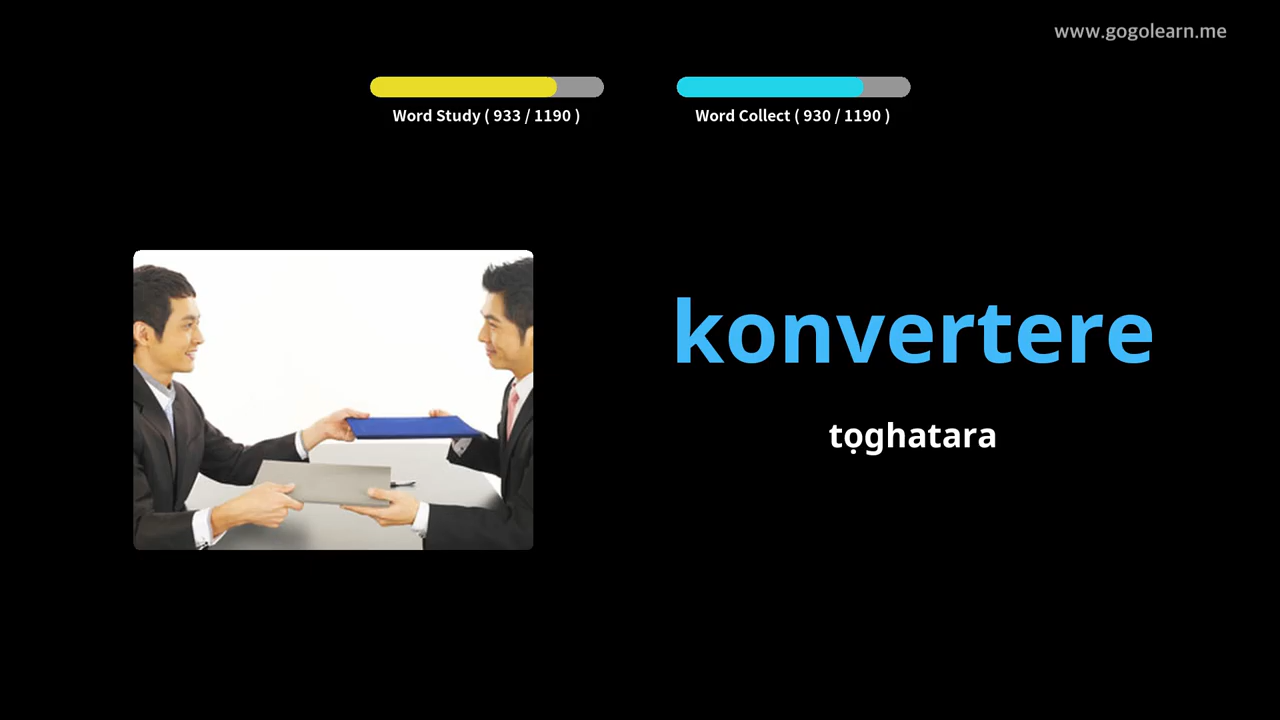 www.gogolearn.me
Word Study ( 933 / 1190 )
Word Collect ( 930 / 1190 )
konvertere
tọghatara